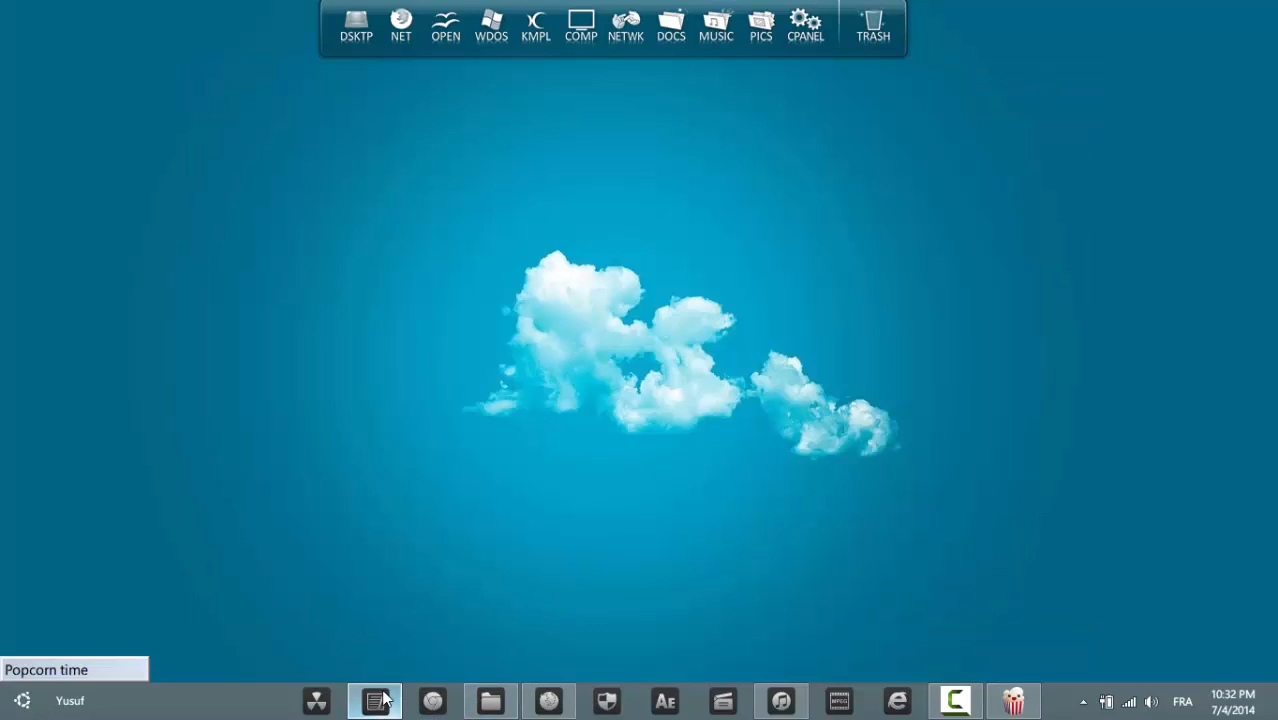 DSKTP NET OPEN WDOS KMPL COMP NETWK DOCS MUSIC PICS CPANEL TRASH
Popcorn time
Yusuf AE MPEG FRA 10:32 PM
7/4/2014